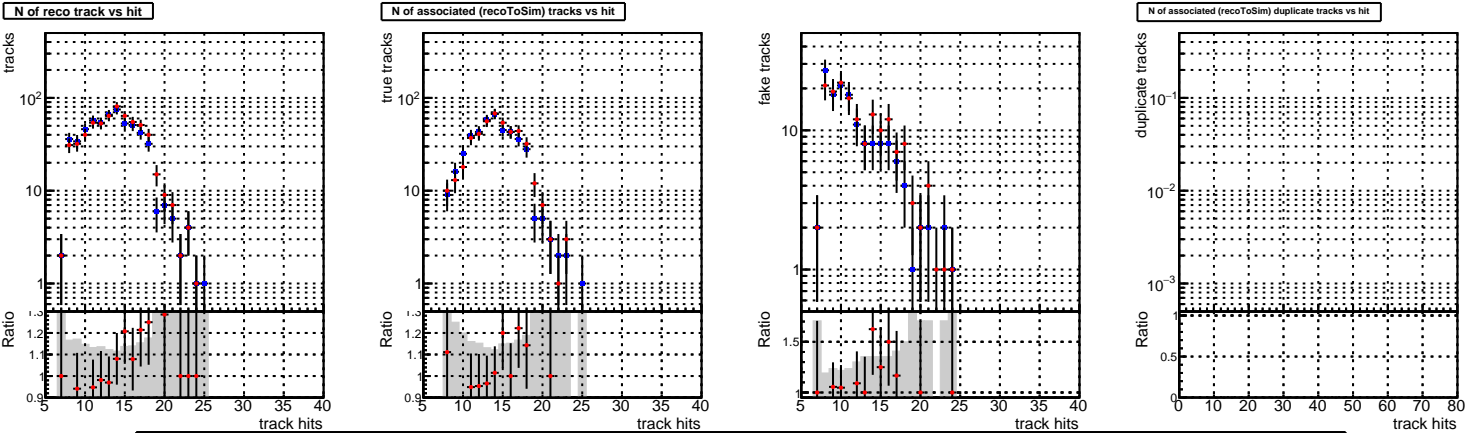 N of reco track vs hit
tracks
10²
10
1
Ratio
1.3
1.2
1.1
1
0.9
5 10 15 20 25 30 35 40
track hits
N of associated (recoToSim) tracks vs hit
true tracks
10²
10
1
Ratio
1.3
1.2
1.1
1
0.9
5 10 15 20 25 30 35 40
track hits
fake tracks
10
1
Ratio
1.5
1
5 10 15 20 25 30 35 40
track hits
N of associated (recoToSim) duplicate tracks vs hit
duplicate tracks
10⁻¹
10⁻²
10⁻³
Ratio
1
0.5
0
0 10 20 30 40 50 60 70 80
track hits